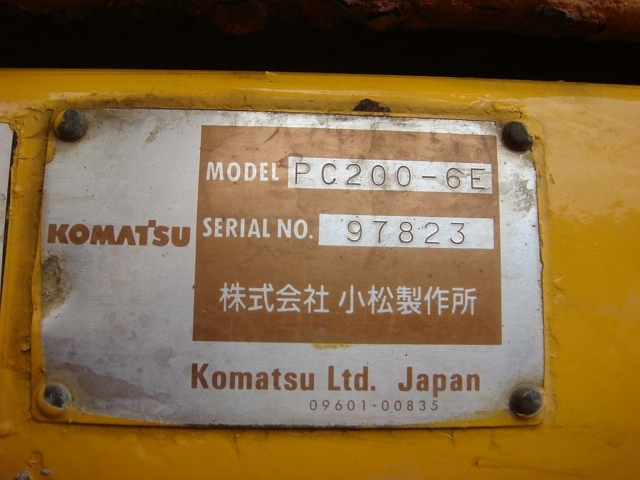 MODEL PC200-6E
KOMATSU
SERIAL NO. 97823
株式会社 小松製作所
Komatsu Ltd. Japan
09601-00835